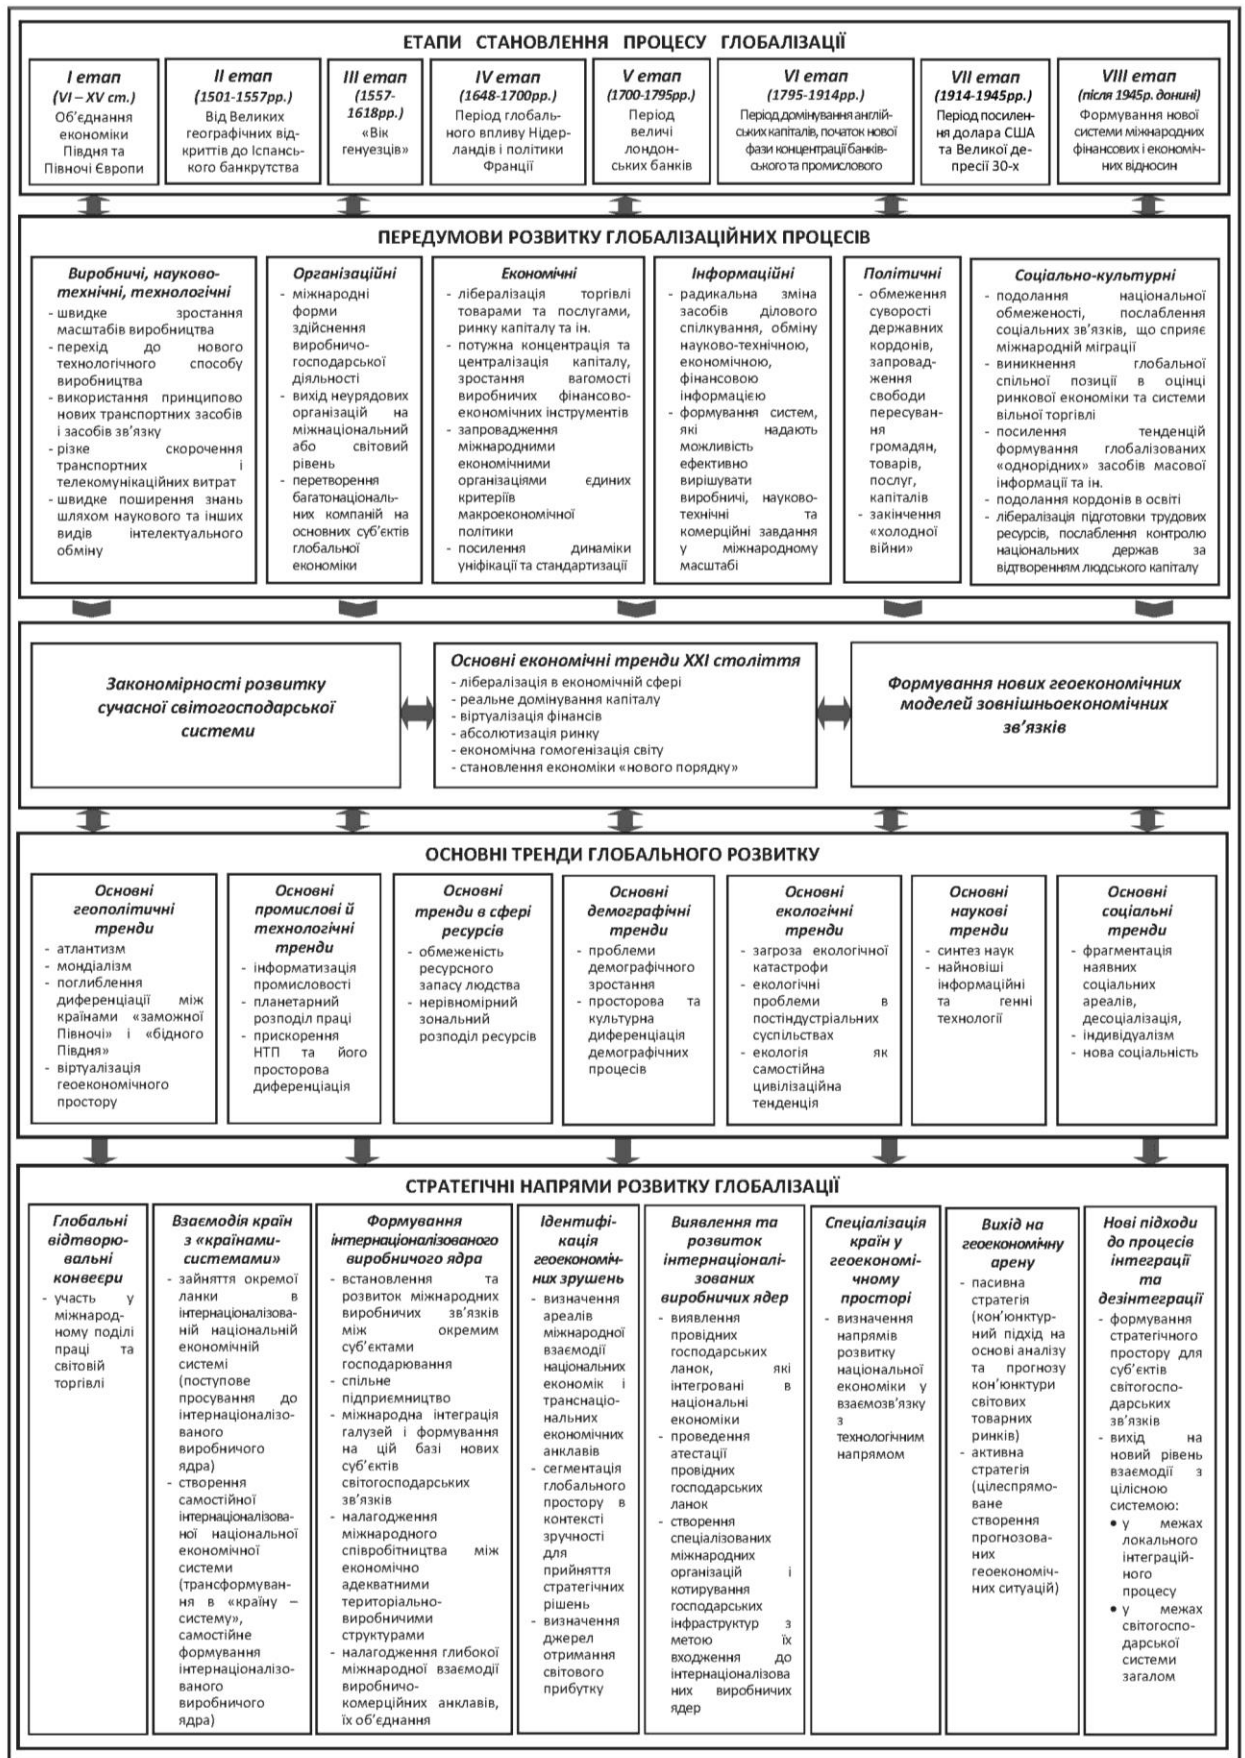 ЕТАПИ СТАНОВЛЕННЯ ПРОЦЕСУ ГЛОБАЛІЗАЦІЇ
I етап
(VI – XV ст.)
Об’єднання
економіки
Півдня та
Півночі Європи
II етап
(1501-1557рр.)
Від Великих
географічних від-
криттів до Іспансь-
кого банкрутства
III етап
(1557-
1618рр.)
«Вік
генуезців»
IV етап
(1648-1700рр.)
Період глобаль-
ного впливу Нідер-
ландів і політики
Франції
V етап
(1700-1795рр.)
Період
величі
лондон-
ських банків
VI етап
(1795-1914рр.)
Період домінування англій-
ських капіталів, початок нової
фази концентрації банків-
ського та промислового
VII етап
(1914-1945рр.)
Період посилен-
ня долара США
та Великої де-
пресії 30-х
VIII етап
(після 1945р. донині)
Формування нової
системи міжнародних
фінансових і економіч-
них відносин
ПЕРЕДУМОВИ РОЗВИТКУ ГЛОБАЛІЗАЦІЙНИХ ПРОЦЕСІВ
Виробничі, науково-
технічні, технологічні
- швидке зростання
масштабів виробництва
- перехід до нового
технологічного способу
виробництва
- використання принципово
нових транспортних засобів
і засобів зв’язку
- різке скорочення
транспортних і
телекомунікаційних витрат
- швидке поширення знань
шляхом наукового та інших
видів інтелектуального
обміну
Організаційні
- міжнародні
форми
здійснення
виробничо-
господарської
діяльності
- вихід неурядових
організацій на
міжнаціональний
або світовий
рівень
- перетворення
багатонаціональ-
них компаній на
основних суб’єктів
глобальної
економіки
Економічні
- лібералізація торгівлі
товарами та послугами,
ринку капіталу та ін.
- потужна концентрація та
централізація капіталу,
зростання вагомості
виробничих фінансово-
економічних інструментів
- запровадження
міжнародними
економічними
організаціями єдиних
критеріїв
макроекономічної
політики
- посилення динаміки
уніфікації та стандартизації
Інформаційні
- радикальна зміна
засобів ділового
спілкування, обміну
науково-технічною,
економічною,
фінансовою
інформацією
- формування систем,
які надають
можливість
ефективно
вирішувати
виробничі, науково-
технічні та
комерційні завдання
у міжнародному
масштабі
Політичні
- обмеження
суворості
державних
кордонів,
запровад-
ження
свободи
пересуван-
ня
громадян,
товарів,
послуг,
капіталів
- закінчення
«холодної
війни»
Соціально-культурні
- подолання національної
обмеженості, послаблення
соціальних зв’язків, що сприяє
міжнародній міграції
- виникнення глобальної
спільної позиції в оцінці
ринкової економіки та системи
вільної торгівлі
- посилення тенденцій
формування глобалізованих
«однорідних» засобів масової
інформації та ін.
- подолання кордонів в освіті
- лібералізація підготовки трудових
ресурсів, послаблення контролю
національних держав за
відтворенням людського капіталу
Закономірності розвитку
сучасної світогосподарської
системи
Основні економічні тренди XXI століття
- лібералізація в економічній сфері
- реальне домінування капіталу
- віртуалізація фінансів
- абсолютизація ринку
- економічна гомогенізація світу
- становлення економіки «нового порядку»
Формування нових геоекономічних
моделей зовнішньоекономічних
зв’язків
ОСНОВНІ ТРЕНДИ ГЛОБАЛЬНОГО РОЗВИТКУ
Основні
геополітичні
тренди
- атлантизм
- мондіалізм
- поглиблення
диференціації між
країнами «заможної
Півночі» і «бідного
Півдня»
- віртуалізація
геоекономічного
простору
Основні
промислові й
технологічні
тренди
- інформатизація
промисловості
- планетарний
розподіл праці
- прискорення
НТП та його
просторова
диференціація
Основні
тренди в сфері
ресурсів
- обмеженість
ресурсного
запасу людства
- нерівномірний
зональний
розподіл ресурсів
Основні
демографічні
тренди
- проблеми
демографічного
зростання
- просторова та
культурна
диференціація
демографічних
процесів
Основні
екологічні
тренди
- загроза екологічної
катастрофи
- екологічні
проблеми в
постіндустріальних
суспільствах
- екологія як
самостійна
цивілізаційна
тенденція
Основні
наукові
тренди
- синтез наук
- найновіші
інформаційні
та генні
технології
Основні
соціальні
тренди
- фрагментація
наявних
соціальних
ареалів,
десоціалізація,
- індивідуалізм
- нова соціальність
СТРАТЕГІЧНІ НАПРЯМИ РОЗВИТКУ ГЛОБАЛІЗАЦІЇ
Глобальні
відтворю-
вальні
конвеєри
- участь у
міжнарод-
ному поділі
праці та
світовій
торгівлі
Взаємодія країн
з «країнами-
системами»
- зайняття окремої
ланки в
інтернаціоналізова-
ній національній
економічній
системі
(поступове
просування до
інтернаціоналізо-
ваного
виробничого
ядра)
- створення
самостійної
інтернаціоналізова-
ної національної
економічної
системи
(трансформуван-
ня в «країну –
систему»,
самостійне
формування
інтернаціоналізо-
ваного
виробничого
ядра)
Формування
інтернаціоналізованого
виробничого ядра
- встановлення та
розвиток міжнародних
виробничих зв’язків
між окремим
суб’єктами
господарювання
- спільне
підприємництво
- міжнародна інтеграція
галузей і формування
на цій базі нових
суб’єктів
світогосподарських
зв’язків
- налагодження
міжнародного
співробітництва між
економічно
адекватними
територіально-
виробничими
структурами
- налагодження глибокої
міжнародної взаємодії
виробничо-
комерційних анклавів,
їх об’єднання
Ідентифі-
кація
геоекономіч-
них зрушень
- визначення
ареалів
міжнародної
взаємодії
національних
економік і
транснаціо-
нальних
економічних
анклавів
- сегментація
глобального
простору в
контексті
зручності
для
прийняття
стратегічних
рішень
- визначення
джерел
отримання
світового
прибутку
Виявлення та
розвиток
інтернаціоналі-
зованих
виробничих ядер
- виявлення
провідних
господарських
ланок, які
інтегровані в
національні
економіки
- проведення
атестації
провідних
господарських
ланок
- створення
спеціалізованих
міжнародних
організацій і
котирування
господарських
інфраструктур з
метою їх
входження до
інтернаціоналізова
них виробничих
ядер
Спеціалізація
країн у
геоекономі-
чному
просторі
- визначення
напрямів
розвитку
національної
економіки у
взаємозв’язку
з
технологічним
напрямом
Вихід на
геоекономічну
арену
- пасивна
стратегія
(кон’юнктур-
ний підхід на
основі аналізу
та прогнозу
кон’юнктури
світових
товарних
ринків)
- активна
стратегія
(цілеспрямо-
ване
створення
прогнозова-
них
геоекономіч-
них ситуацій)
Нові підходи
до процесів
інтеграції
та
дезінтеграції
- формування
стратегічного
простору для
суб’єктів
світогоспо-
дарських
зв’язків
- вихід на
новий рівень
взаємодії з
цілісною
системою:
• у межах
локального
інтеграцій-
ного
процесу
• у межах
світогоспо-
дарської
системи
загалом